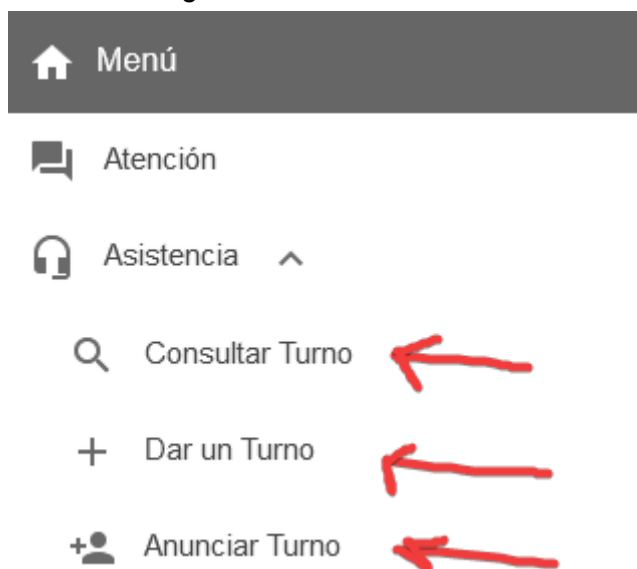 Menú
Atención
Asistencia
Consultar Turno
Dar un Turno
Anunciar Turno